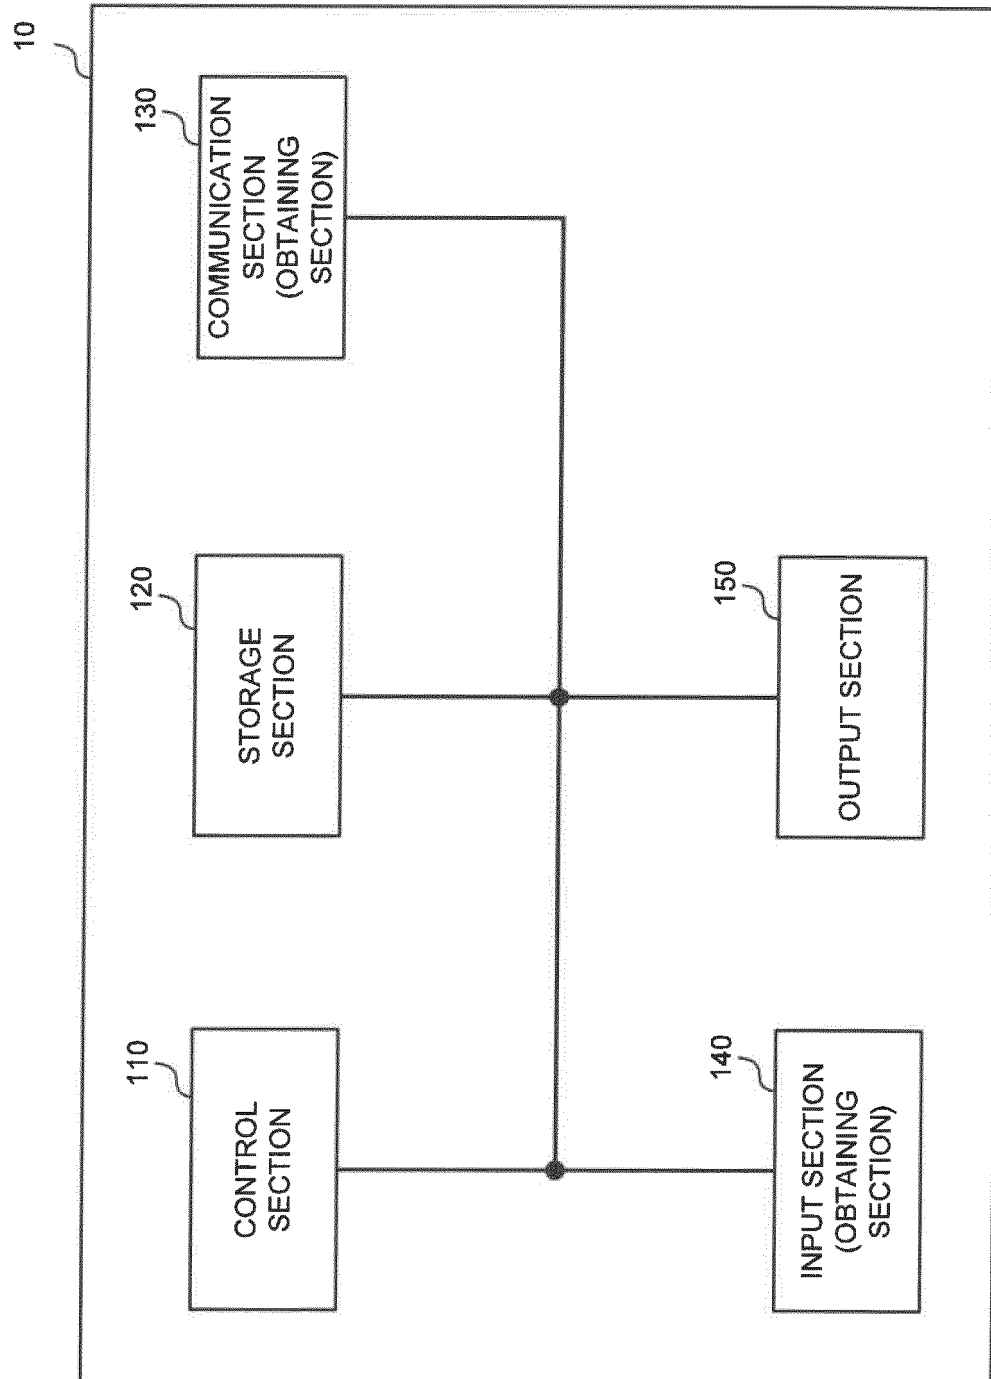 10
110
CONTROL
SECTION
120
STORAGE
SECTION
130
COMMUNICATION
SECTION
(OBTAINING
SECTION)
140
INPUT SECTION
(OBTAINING
SECTION)
150
OUTPUT SECTION